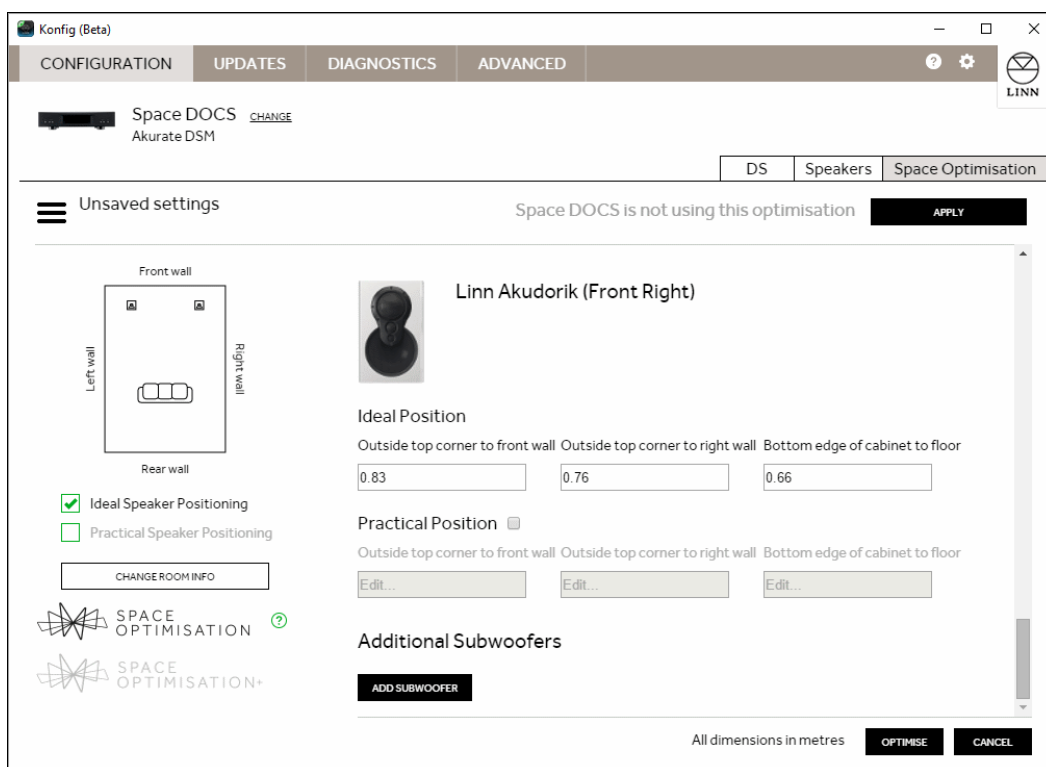 Konfig (Beta)
CONFIGURATION UPDATES DIAGNOSTICS ADVANCED
LINN
Space DOCS CHANGE
Akurate DSM
DS Speakers Space Optimisation
Unsaved settings
Space DOCS is not using this optimisation APPLY
Front wall
Left wall
Right wall
Rear wall
Ideal Speaker Positioning
Practical Speaker Positioning
CHANGE ROOM INFO
SPACE
OPTIMISATION ?
SPACE
OPTIMISATION+
Linn Akudorik (Front Right)
Ideal Position
Outside top corner to front wall Outside top corner to right wall Bottom edge of cabinet to floor
0.83 0.76 0.66
Practical Position
Outside top corner to front wall Outside top corner to right wall Bottom edge of cabinet to floor
Edit... Edit... Edit...
Additional Subwoofers
ADD SUBWOOFER
All dimensions in metres OPTIMISE CANCEL